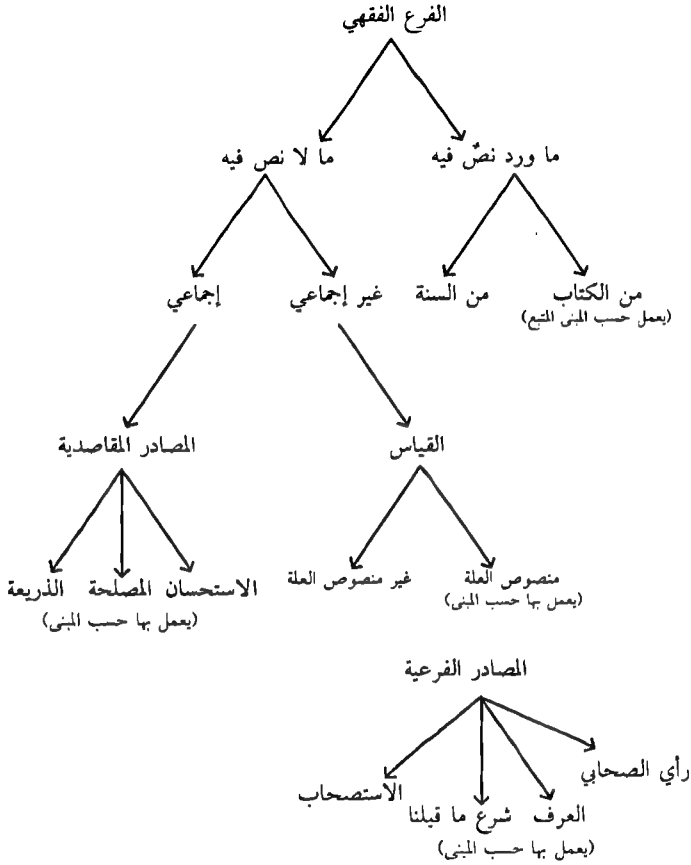 الفرع الفقهي
ما ورد نصٌ فيه
ما لا نص فيه
من الكتاب
(يعمل حسب المبنى المتبع)
من السنة
غير إجماعي
إجماعي
القياس
المصادر المقاصدية
منصوص العلة
(يعمل بها حسب المبنى)
غير منصوص العلة
الاستحسان المصلحة الذريعة
(يعمل بها حسب المبنى)
المصادر الفرعية
رأي الصحابي
العرف
شرع ما قيلنا
الاستصحاب
(يعمل بها حسب المبنى)